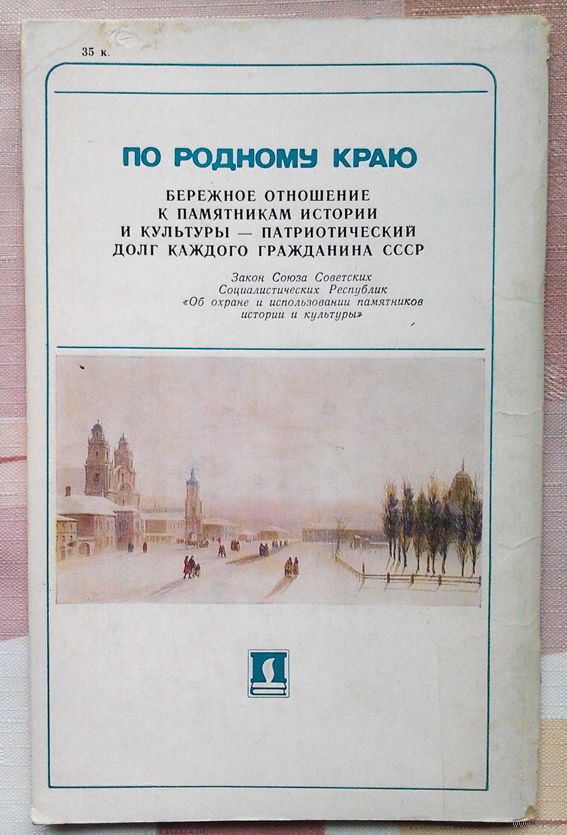 35 к.
ПО РОДНОМУ КРАЮ
БЕРЕЖНОЕ ОТНОШЕНИЕ
К ПАМЯТНИКАМ ИСТОРИИ
И КУЛЬТУРЫ — ПАТРИОТИЧЕСКИЙ
ДОЛГ КАЖДОГО ГРАЖДАНИНА СССР
Закон Союза Советских
Социалистических Республик
«Об охране и использовании памятников
истории и культуры»